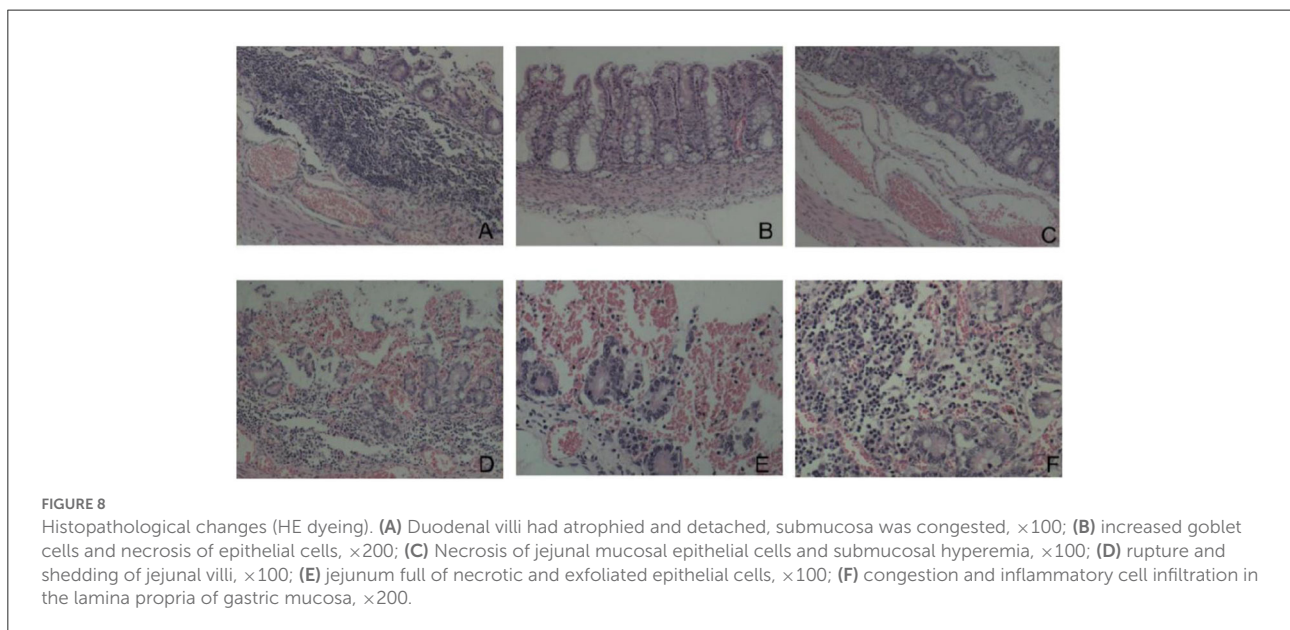 A
B
C
D
E
F
FIGURE 8
Histopathological changes (HE dyeing). (A) Duodenal villi had atrophied and detached, submucosa was congested, ×100; (B) increased goblet
cells and necrosis of epithelial cells, ×200; (C) Necrosis of jejunal mucosal epithelial cells and submucosal hyperemia, ×100; (D) rupture and
shedding of jejunal villi, ×100; (E) jejunum full of necrotic and exfoliated epithelial cells, ×100; (F) congestion and inflammatory cell infiltration in
the lamina propria of gastric mucosa, ×200.